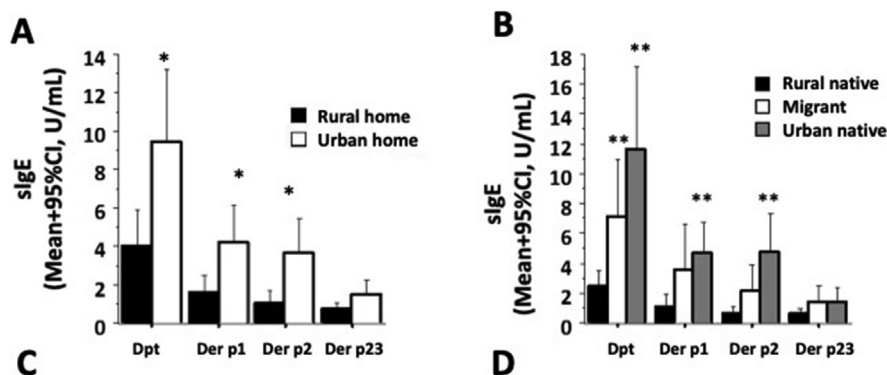 A
sIgE
(Mean+95%CI, U/mL)
14
12
10
8
6
4
2
0
*
*
*
Rural home
Urban home
Dpt Der p1 Der p2 Der p23
B
sIgE
(Mean+95%CI, U/mL)
18
16
14
12
10
8
6
4
2
0
**
**
**
**
Rural native
Migrant
Urban native
Dpt Der p1 Der p2 Der p23
C
D